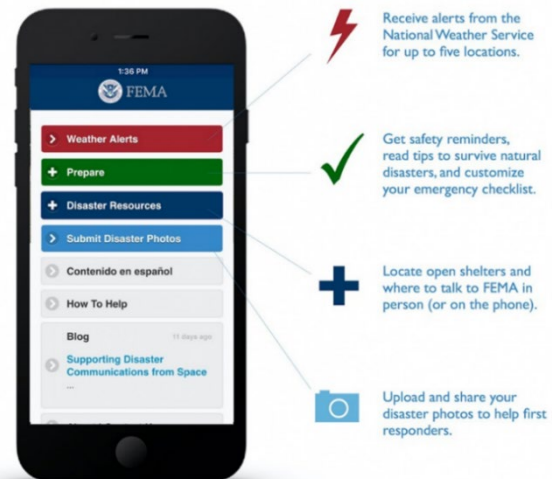 1:36 PM
FEMA
Weather Alerts
Prepare
Disaster Resources
Submit Disaster Photos
Contenido en español
How To Help
Blog
11 days ago
Supporting Disaster
Communications from Space
...
Receive alerts from the
National Weather Service
for up to five locations.
Get safety reminders,
read tips to survive natural
disasters, and customize
your emergency checklist.
Locate open shelters and
where to talk to FEMA in
person (or on the phone).
Upload and share your
disaster photos to help first
responders.